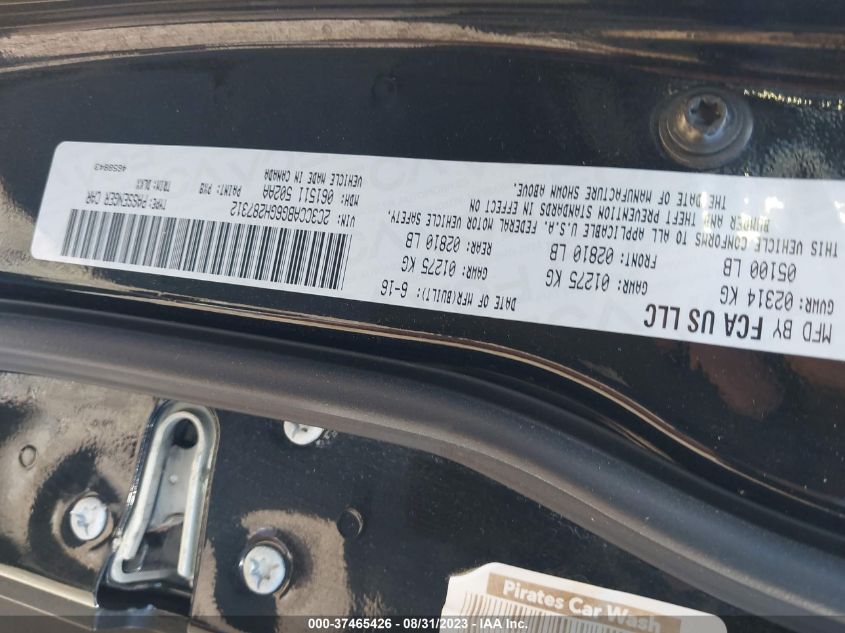 MFD BY FCA US LLC DATE OF MFR(BUILT): 6-16
GVWR: 02314 KG GAWR: 01275 KG GAWR: 01275 KG
05100 LB FRONT: 02810 LB REAR: 02810 LB
THIS VEHICLE CONFORMS TO ALL APPLICABLE U.S.A. FEDERAL MOTOR VEHICLE SAFETY,
BUMPER AND THEFT PREVENTION STANDARDS IN EFFECT ON
THE DATE OF MANUFACTURE SHOWN ABOVE.
VIN: 2C3CCABG6GH287312 TYPE: PASSENGER CAR
MDH: 061511 502AA PAINT: PX8 TRIM: DLX9
VEHICLE MADE IN CANADA 4659843
Pirates Car Wash
000-37465426 - 08/31/2023 - © IAA Inc.